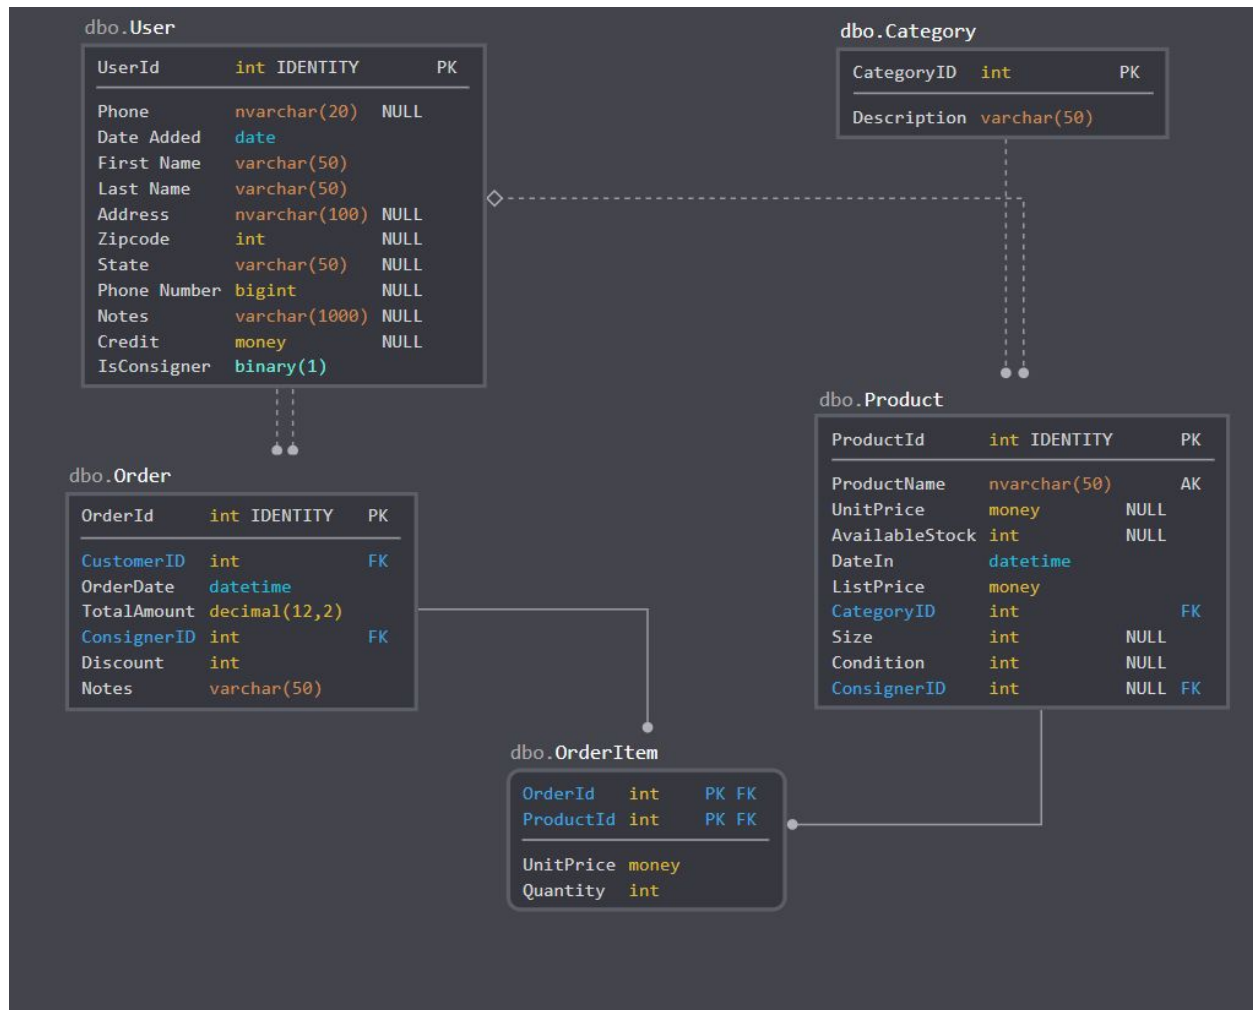 dbo.User
UserId int IDENTITY PK
Phone nvarchar(20) NULL
Date Added date
First Name varchar(50)
Last Name varchar(50)
Address nvarchar(100) NULL
Zipcode int NULL
State varchar(50) NULL
Phone Number bigint NULL
Notes varchar(1000) NULL
Credit money NULL
IsConsigner binary(1)
dbo.Category
CategoryID int PK
Description varchar(50)
dbo.Order
OrderId int IDENTITY PK
CustomerID int FK
OrderDate datetime
TotalAmount decimal(12,2)
ConsignerID int FK
Discount int
Notes varchar(50)
dbo.Product
ProductId int IDENTITY PK
ProductName nvarchar(50) AK
UnitPrice money NULL
AvailableStock int NULL
DateIn datetime
ListPrice money
CategoryID int FK
Size int NULL
Condition int NULL
ConsignerID int NULL FK
dbo.OrderItem
OrderId int PK FK
ProductId int PK FK
UnitPrice money
Quantity int